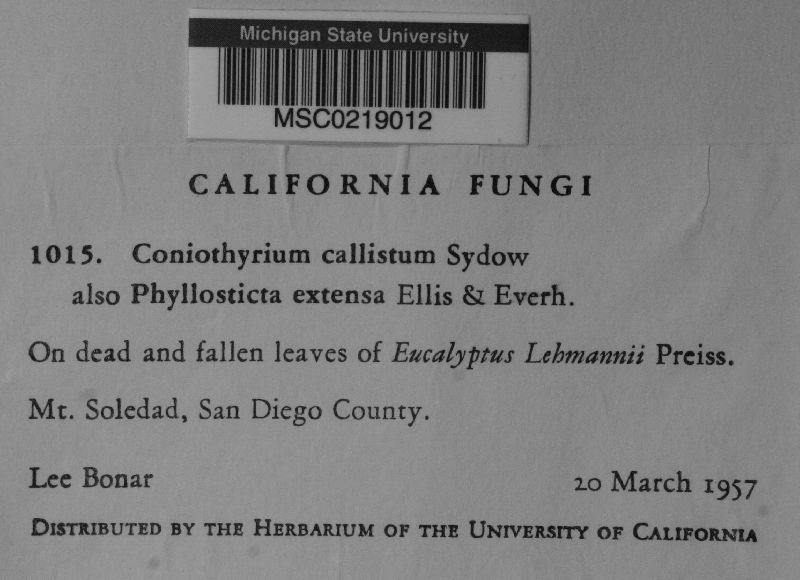 Michigan State University
MSC0219012
CALIFORNIA FUNGI
1015. Coniothyrium callistum Sydow
also Phyllosticta extensa Ellis & Everh.
On dead and fallen leaves of Eucalyptus Lehmannii Preiss.
Mt. Soledad, San Diego County.
Lee Bonar 20 March 1957
DISTRIBUTED BY THE HERBARIUM OF THE UNIVERSITY OF CALIFORNIA